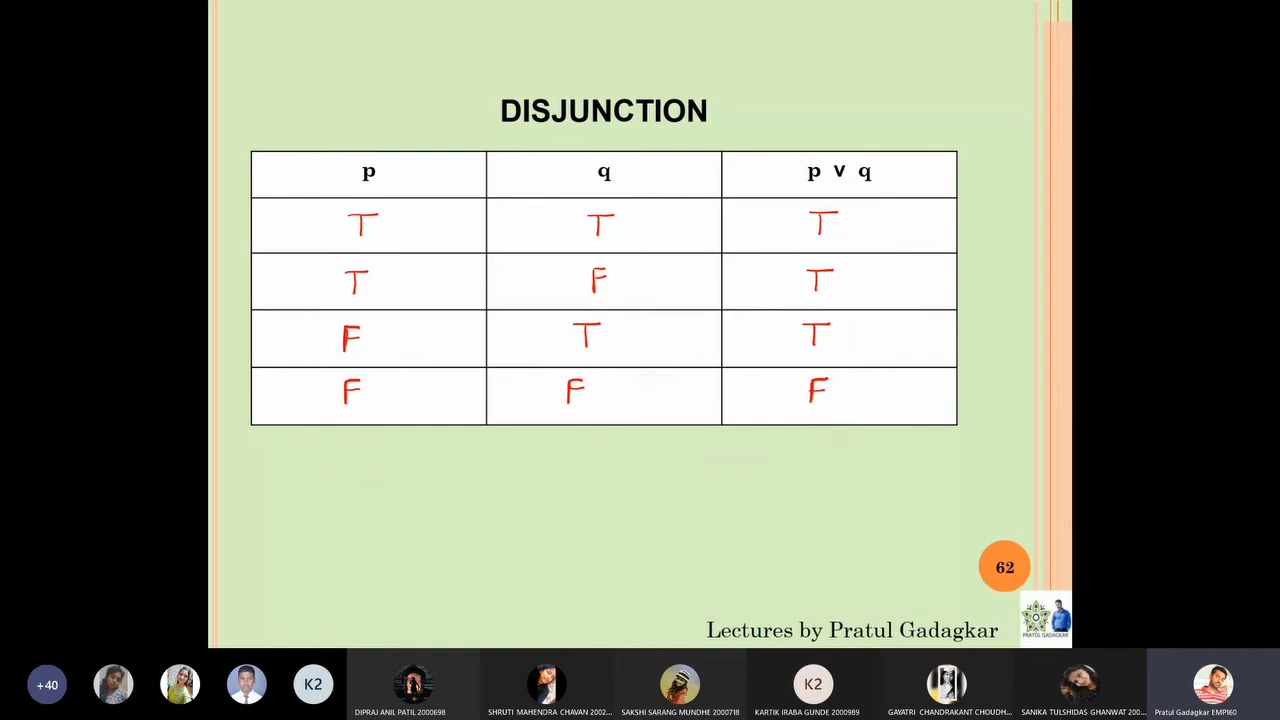 DISJUNCTION
p q p v q
T T T
T F T
F T T
F F F
62
Lectures by Pratul Gadagkar
PRATUL GADAGKAR
+40 K2 K2
DIPRAJ ANIL PATIL 2000698 SHRUTI MAHENDRA CHAVAN 2002... SAKSHI SARANG MUNDHE 2000718 KARTIK IRABA GUNDE 2000989 GAYATRI CHANDRAKANT CHOUDH... SANIKA TULSHIDAS GHANWAT 200... Pratul Gadagkar EMP160